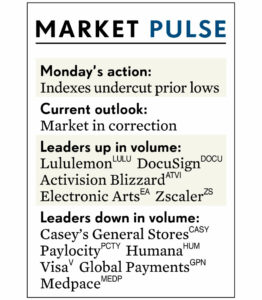 MARKET PULSE
Monday's action:
Indexes undercut prior lows
Current outlook:
Market in correction
Leaders up in volume:
Lululemon LULU DocuSign DOCU
Activision Blizzard ATVI
Electronic Arts EA Zscaler ZS
Leaders down in volume:
Casey's General Stores CASY
Paylocity PCTY Humana HUM
Visa V Global Payments GPN
Medpace MEDP